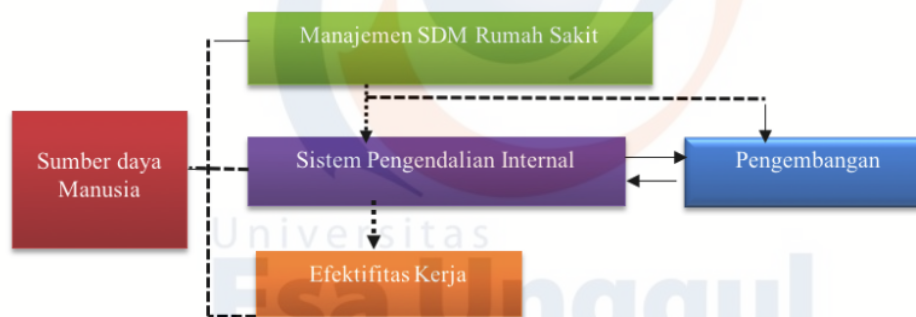 Manajemen SDM Rumah Sakit
Sumber daya
Manusia
Sistem Pengendalian Internal
Pengembangan
Universitas
Esa Unggul
Efektifitas Kerja